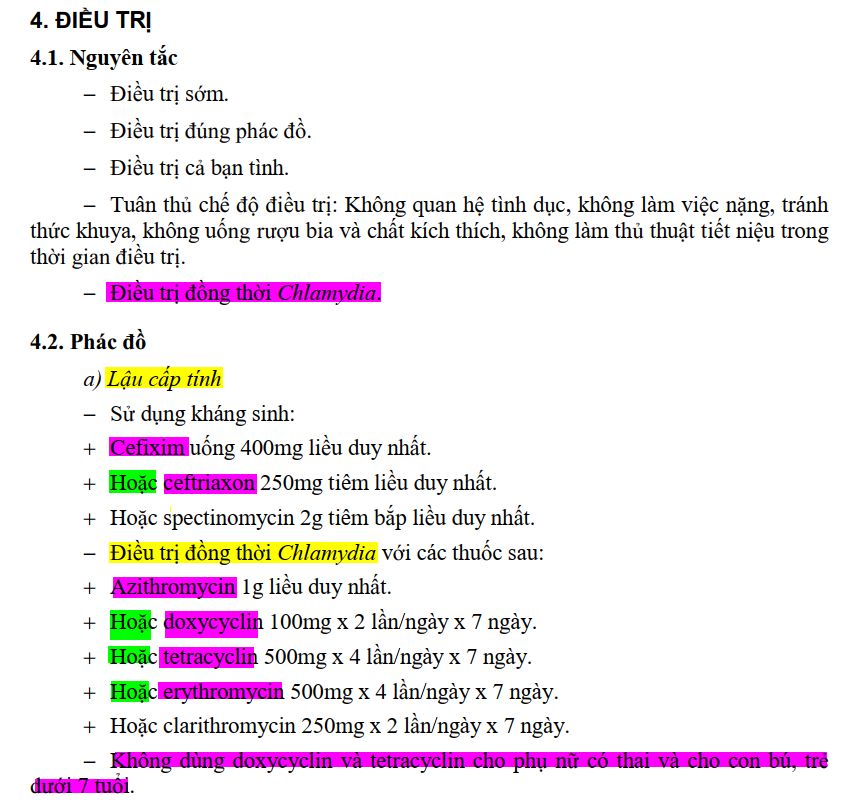 4. ĐIỀU TRỊ
4.1. Nguyên tắc
– Điều trị sớm.
– Điều trị đúng phác đồ.
– Điều trị cả bạn tình.
– Tuân thủ chế độ điều trị: Không quan hệ tình dục, không làm việc nặng, tránh
thức khuya, không uống rượu bia và chất kích thích, không làm thủ thuật tiết niệu trong
thời gian điều trị.
– Điều trị đồng thời Chlamydia.
4.2. Phác đồ
a) Lậu cấp tính
– Sử dụng kháng sinh:
+ Cefixim uống 400mg liều duy nhất.
+ Hoặc ceftriaxon 250mg tiêm liều duy nhất.
+ Hoặc spectinomycin 2g tiêm bắp liều duy nhất.
– Điều trị đồng thời Chlamydia với các thuốc sau:
+ Azithromycin 1g liều duy nhất.
+ Hoặc doxycyclin 100mg x 2 lần/ngày x 7 ngày.
+ Hoặc tetracyclin 500mg x 4 lần/ngày x 7 ngày.
+ Hoặc erythromycin 500mg x 4 lần/ngày x 7 ngày.
+ Hoặc clarithromycin 250mg x 2 lần/ngày x 7 ngày.
– Không dùng doxycyclin và tetracyclin cho phụ nữ có thai và cho con bú, trẻ
dưới 7 tuổi.